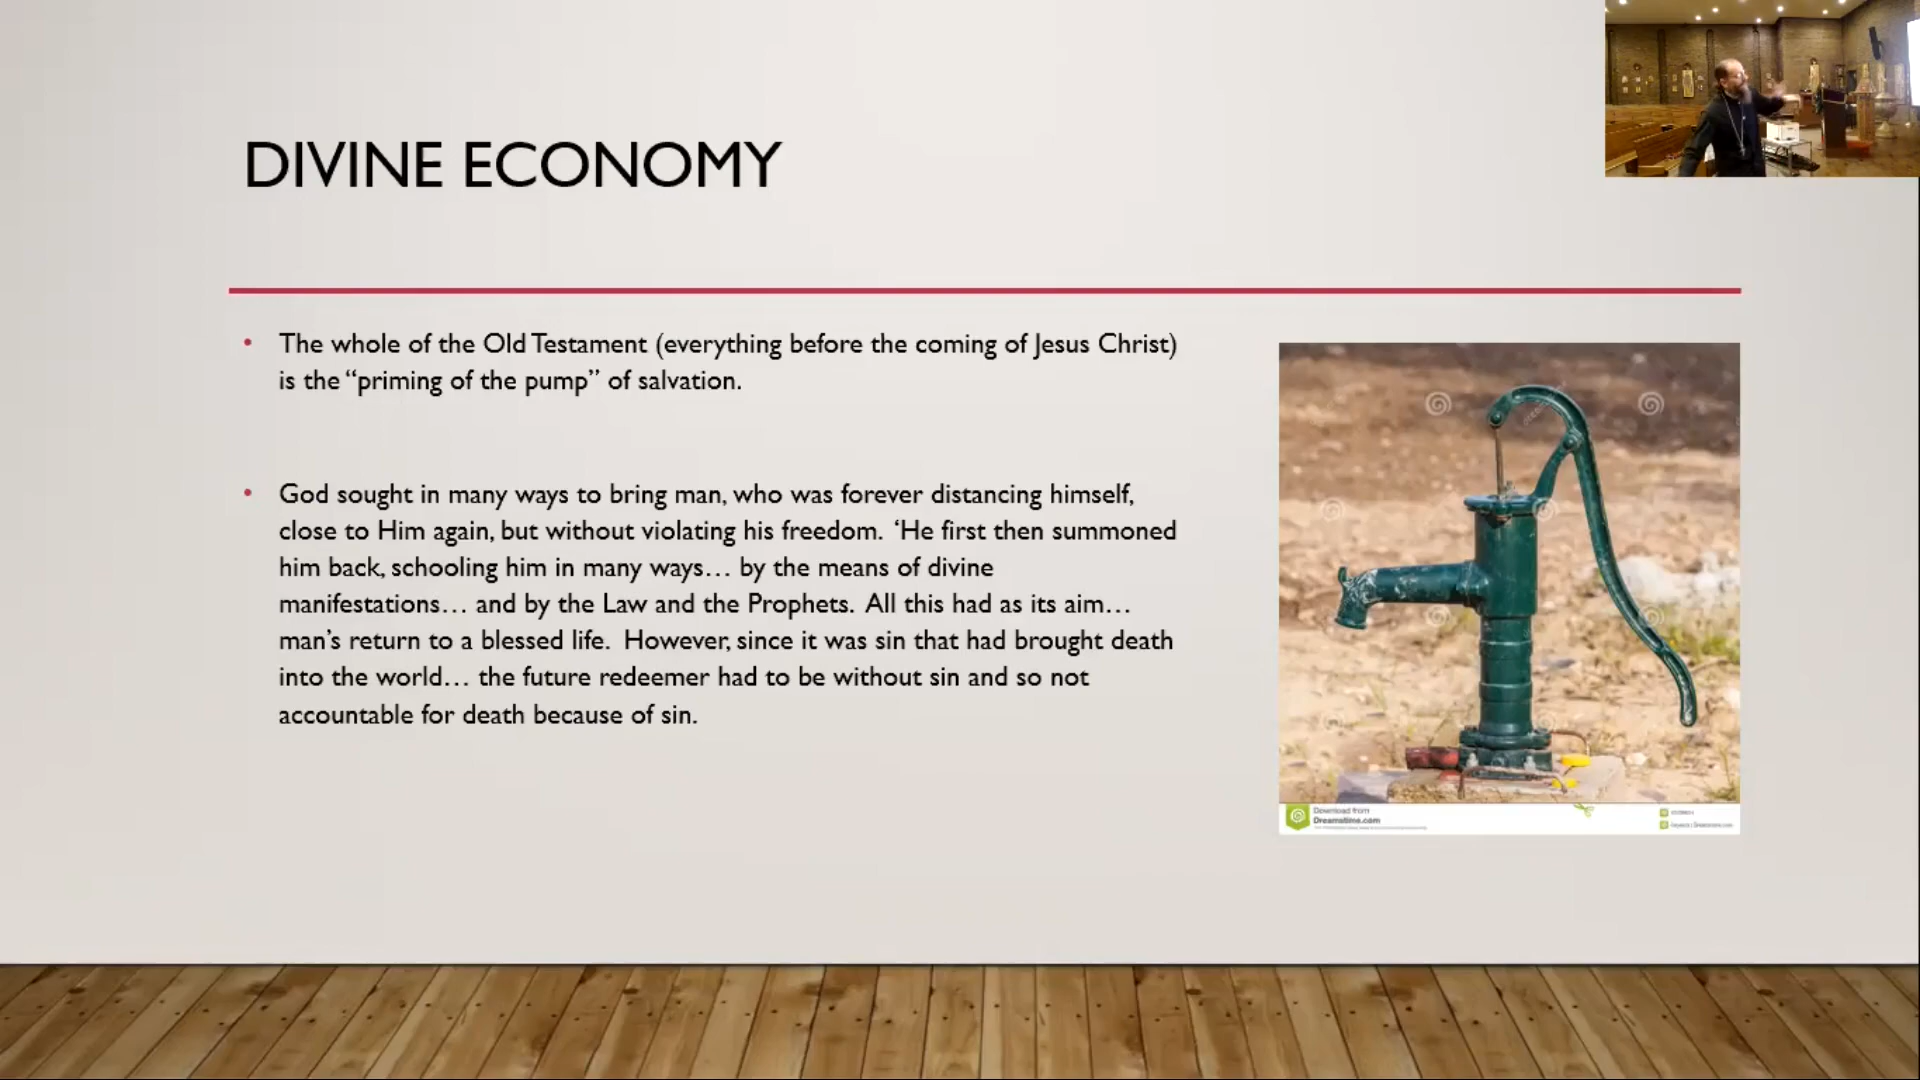 DIVINE ECONOMY
• The whole of the Old Testament (everything before the coming of Jesus Christ)
is the “priming of the pump” of salvation.
• God sought in many ways to bring man, who was forever distancing himself,
close to Him again, but without violating his freedom. ‘He first then summoned
him back, schooling him in many ways… by the means of divine
manifestations… and by the Law and the Prophets. All this had as its aim…
man’s return to a blessed life. However, since it was sin that had brought death
into the world… the future redeemer had to be without sin and so not
accountable for death because of sin.
Download from
Dreamstime.com